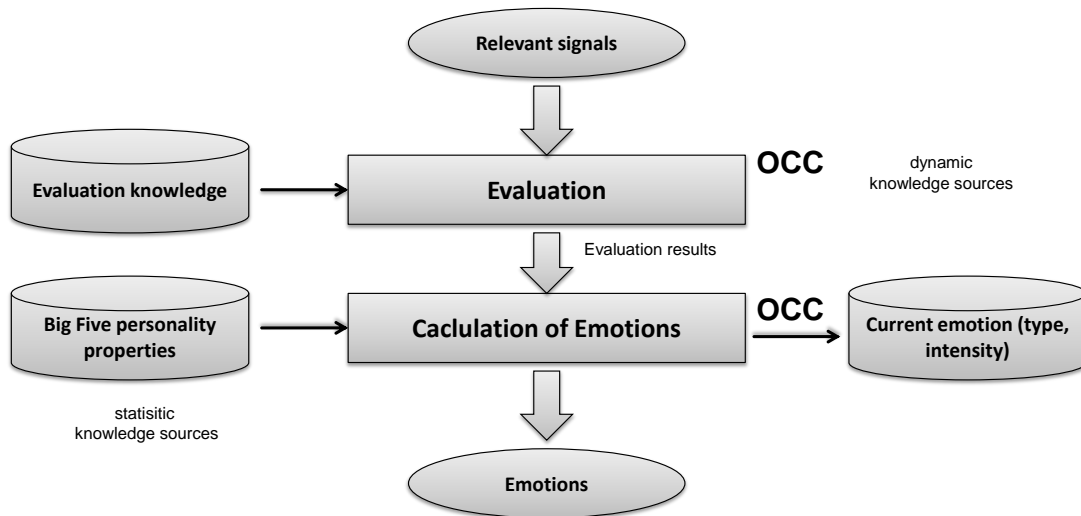 Relevant signals
Evaluation knowledge
Evaluation
OCC
dynamic
knowledge sources
Evaluation results
Big Five personality
properties
Caclulation of Emotions
OCC
Current emotion (type,
intensity)
statisitic
knowledge sources
Emotions